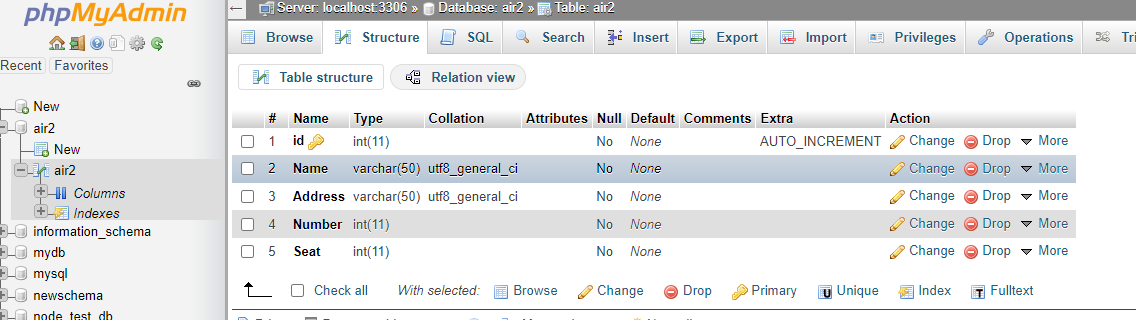 phpMyAdmin
Recent Favorites
New
air2
New
air2
Columns
Indexes
information_schema
mydb
mysql
newschema
node_test_db
Server: localhost:3306 » Database: air2 » Table: air2
Browse Structure SQL Search Insert Export Import Privileges Operations Tri
Table structure Relation view
# Name Type Collation Attributes Null Default Comments Extra Action
1 id int(11) No None AUTO_INCREMENT Change Drop More
2 Name varchar(50) utf8_general_ci No None Change Drop More
3 Address varchar(50) utf8_general_ci No None Change Drop More
4 Number int(11) No None Change Drop More
5 Seat int(11) No None Change Drop More
Check all With selected: Browse Change Drop Primary Unique Index Fulltext